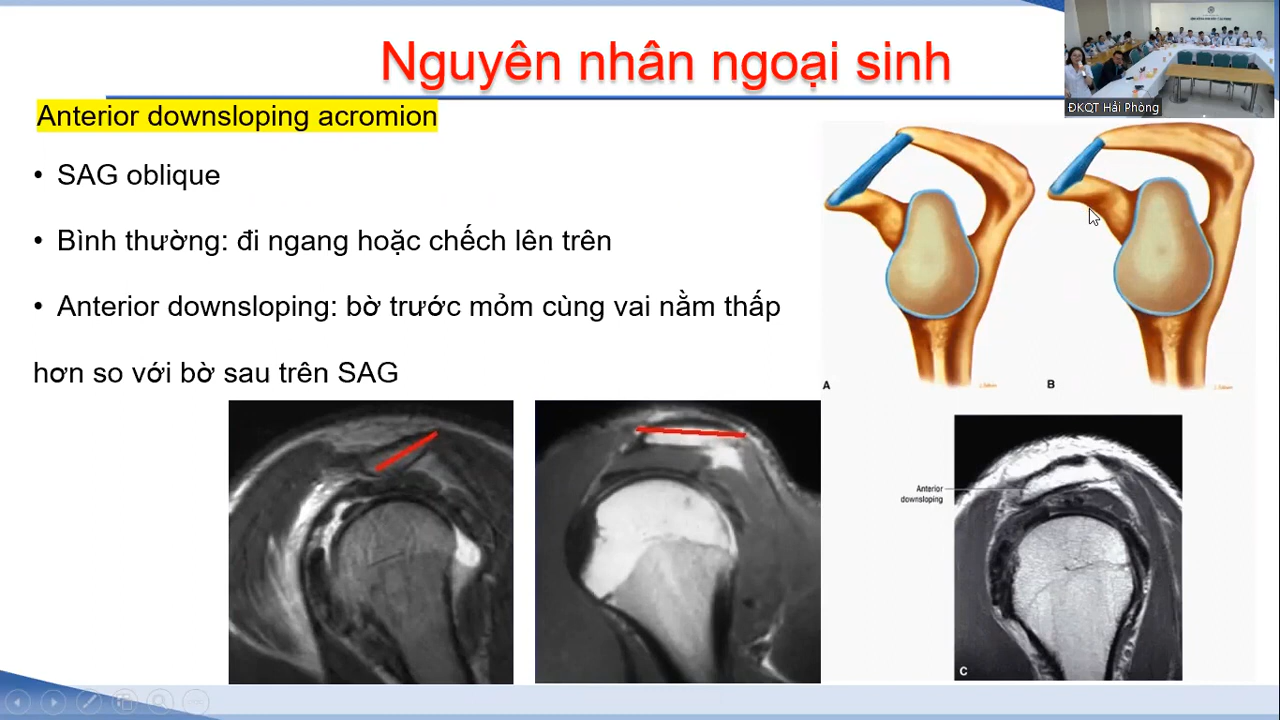 Nguyên nhân ngoại sinh
ĐKQT Hải Phòng
Anterior downsloping acromion
• SAG oblique
• Bình thường: đi ngang hoặc chếch lên trên
• Anterior downsloping: bờ trước mỏm cùng vai nằm thấp
hơn so với bờ sau trên SAG
A
B
Anterior
downsloping
C